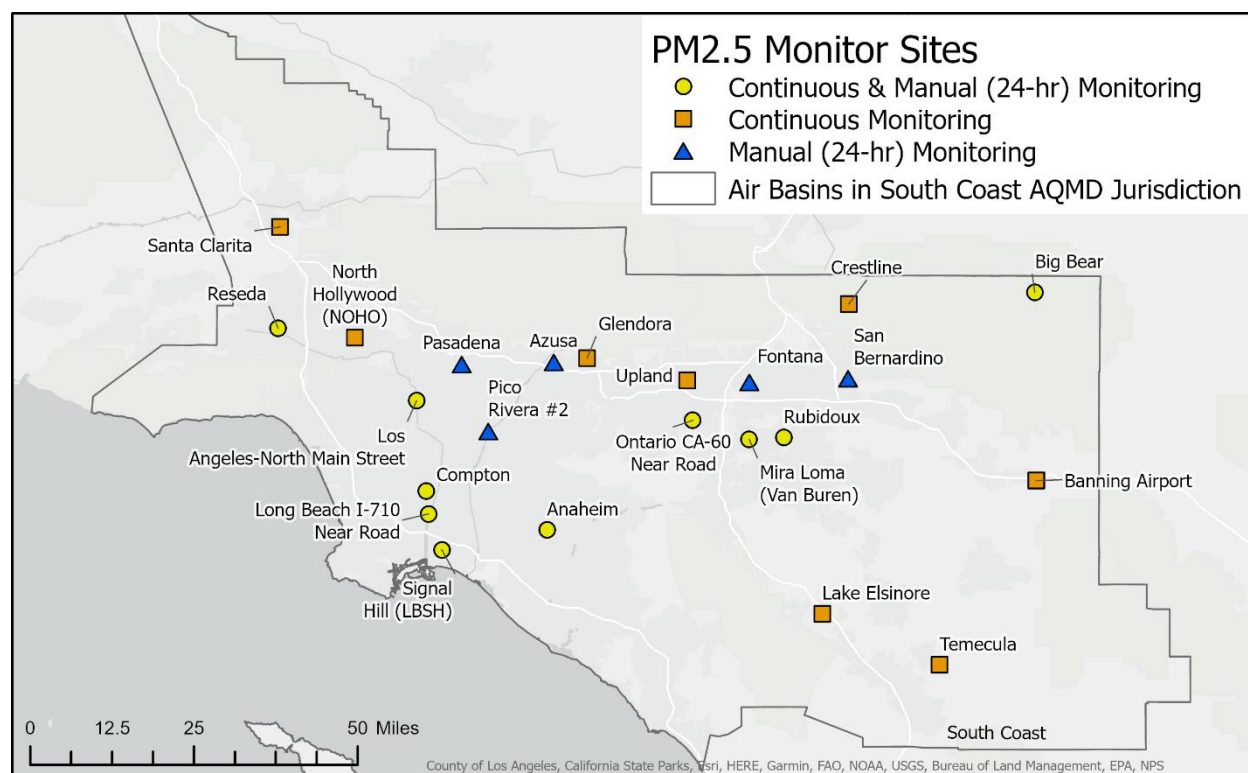 PM2.5 Monitor Sites
Continuous & Manual (24-hr) Monitoring
Continuous Monitoring
Manual (24-hr) Monitoring
Air Basins in South Coast AQMD Jurisdiction
Santa Clarita
Reseda
North
Hollywood
(NOHO)
Crestline
Big Bear
Pasadena
Azusa
Glendora
Pico
Rivera #2
Upland
Fontana
San
Bernardino
Los
Angeles-North Main Street
Ontario CA-60
Near Road
Rubidoux
Mira Loma
(Van Buren)
Compton
Long Beach I-710
Near Road
Anaheim
Banning Airport
Signal
Hill (LBSH)
Lake Elsinore
Temecula
South Coast
0 12.5 25 50 Miles
County of Los Angeles, California State Parks, Esri, HERE, Garmin, FAO, NOAA, USGS, Bureau of Land Management, EPA, NPS